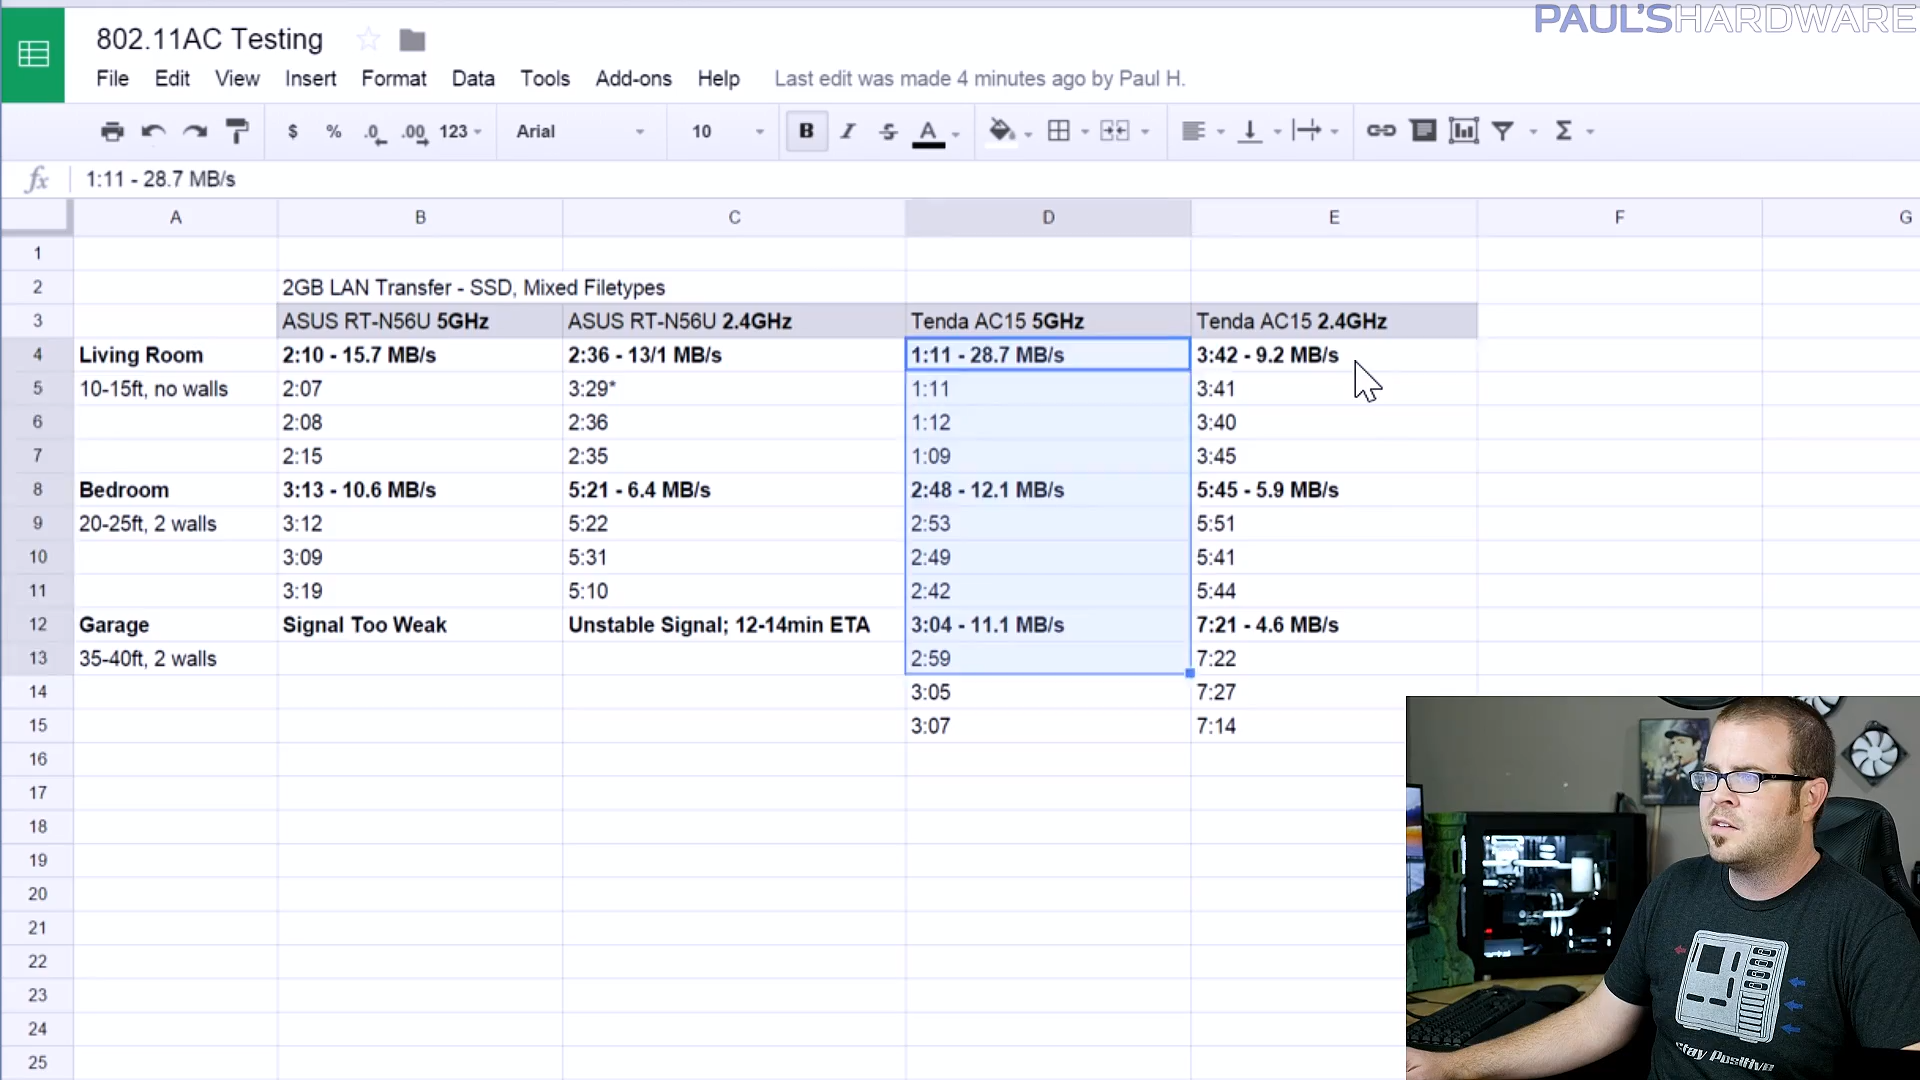 PAUL'SHARDWARE
802.11AC Testing
File Edit View Insert Format Data Tools Add-ons Help Last edit was made 4 minutes ago by Paul H.
$ % .0 .00 123 Arial 10 B I S A Σ
fx 1:11 - 28.7 MB/s
A B C D E F G
1
2 2GB LAN Transfer - SSD, Mixed Filetypes
3 ASUS RT-N56U 5GHz ASUS RT-N56U 2.4GHz Tenda AC15 5GHz Tenda AC15 2.4GHz
4 Living Room 2:10 - 15.7 MB/s 2:36 - 13/1 MB/s 1:11 - 28.7 MB/s 3:42 - 9.2 MB/s
5 10-15ft, no walls 2:07 3:29* 1:11 3:41
6 2:08 2:36 1:12 3:40
7 2:15 2:35 1:09 3:45
8 Bedroom 3:13 - 10.6 MB/s 5:21 - 6.4 MB/s 2:48 - 12.1 MB/s 5:45 - 5.9 MB/s
9 20-25ft, 2 walls 3:12 5:22 2:53 5:51
10 3:09 5:31 2:49 5:41
11 3:19 5:10 2:42 5:44
12 Garage Signal Too Weak Unstable Signal; 12-14min ETA 3:04 - 11.1 MB/s 7:21 - 4.6 MB/s
13 35-40ft, 2 walls 2:59 7:22
14 3:05 7:27
15 3:07 7:14
16
17
18
19
20
21
22
23
24
25
Stay Positive